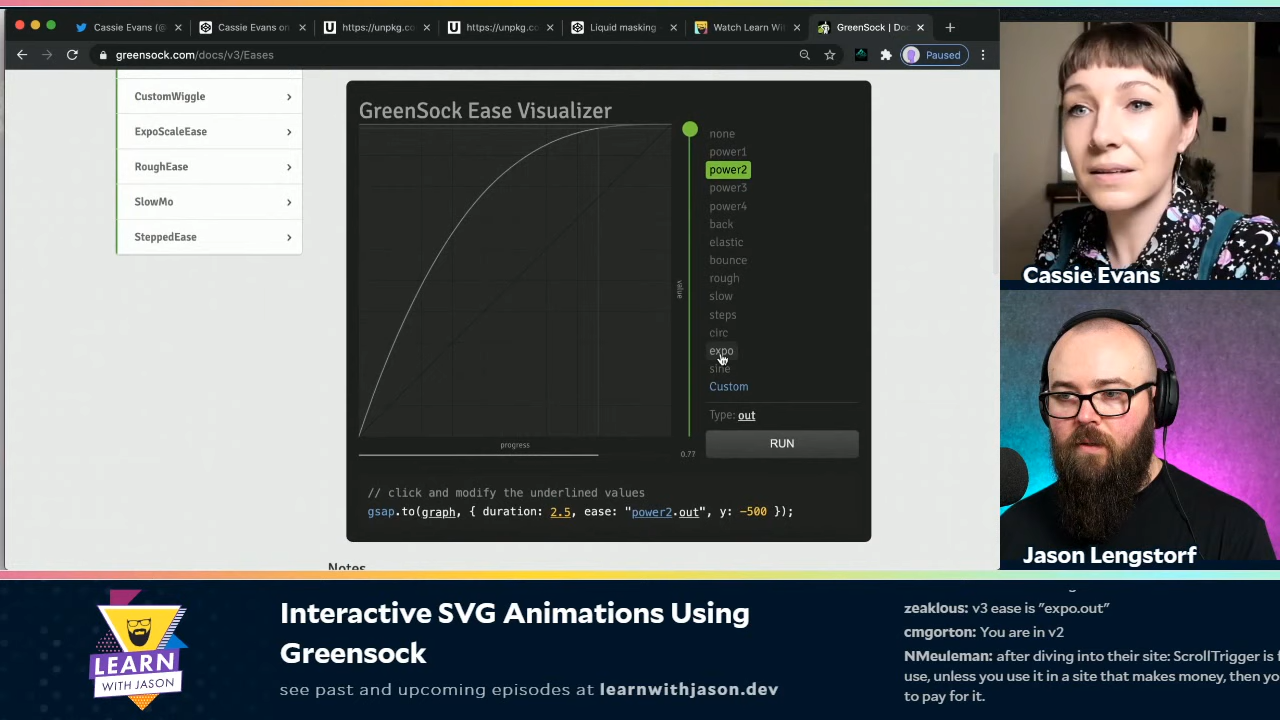 Cassie Evans (@
Cassie Evans on
https://unpkg.co
https://unpkg.co
Liquid masking
Watch Learn Wi
GreenSock | Doc
greensock.com/docs/v3/Eases
Paused
CustomWiggle
ExpoScaleEase
RoughEase
SlowMo
SteppedEase
GreenSock Ease Visualizer
none
power1
power2
power3
power4
back
elastic
bounce
rough
slow
steps
circ
expo
sine
Custom
value
Type: out
progress
0.77
RUN
// click and modify the underlined values
gsap.to(graph, { duration: 2.5, ease: "power2.out", y: -500 });
Notes
Cassie Evans
Jason Lengstorf
LEARN
WITH JASON
Interactive SVG Animations Using
Greensock
see past and upcoming episodes at learnwithjason.dev
zeaklous: v3 ease is "expo.out"
cmgorton: You are in v2
NMeuleman: after diving into their site: ScrollTrigger is f
use, unless you use it in a site that makes money, then yo
to pay for it.